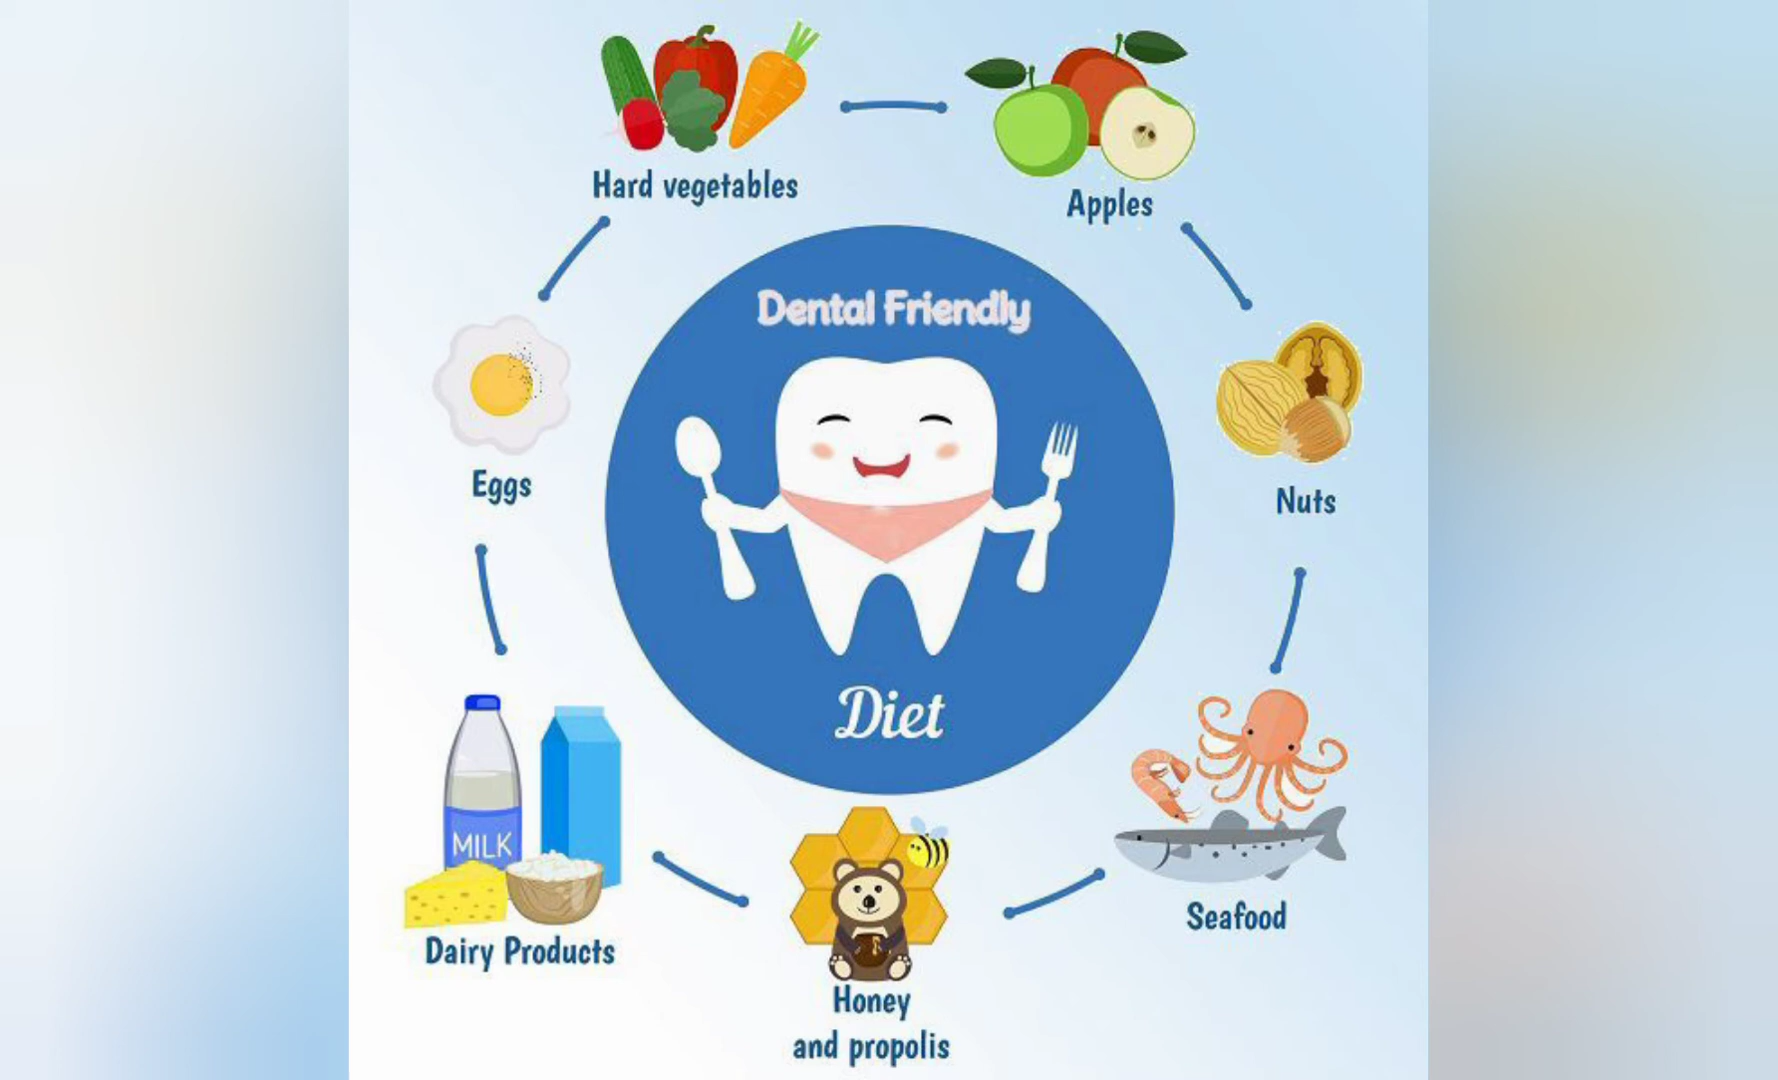 Hard vegetables
Apples
Dental Friendly
Eggs
Nuts
Diet
MILK
Seafood
Dairy Products
Honey
and propolis